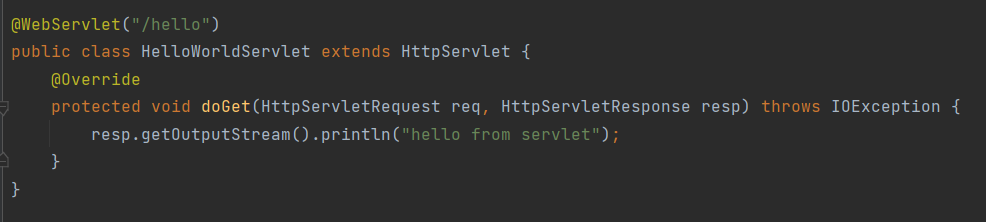 @WebServlet("/hello")
public class HelloWorldServlet extends HttpServlet {
    @Override
    protected void doGet(HttpServletRequest req, HttpServletResponse resp) throws IOException {
        resp.getOutputStream().println("hello from servlet");
    }
}